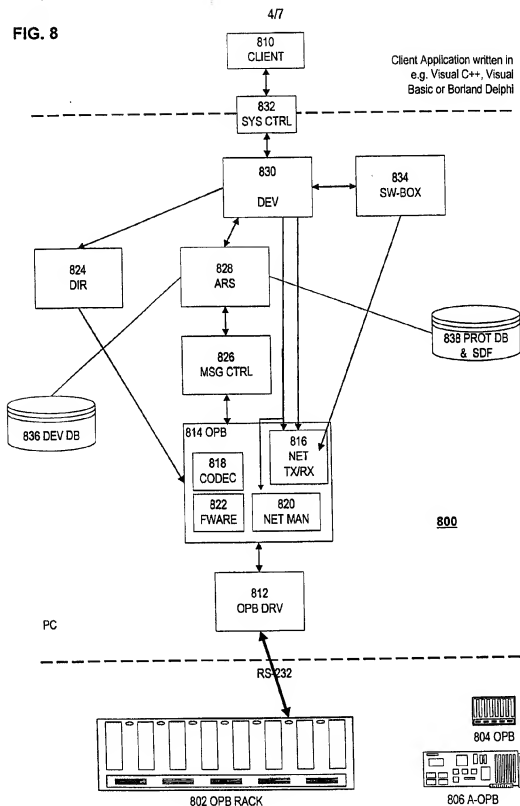 4/7
FIG. 8
810
CLIENT
Client Application written in
e.g. Visual C++, Visual
Basic or Borland Delphi
832
SYS CTRL
830
DEV
834
SW-BOX
824
DIR
828
ARS
838 PROT DB
& SDF
826
MSG CTRL
836 DEV DB
814 OPB
816
NET
TX/RX
818
CODEC
822
FWARE
820
NET MAN
800
812
OPB DRV
PC
RS-232
804 OPB
802 OPB RACK
806 A-OPB